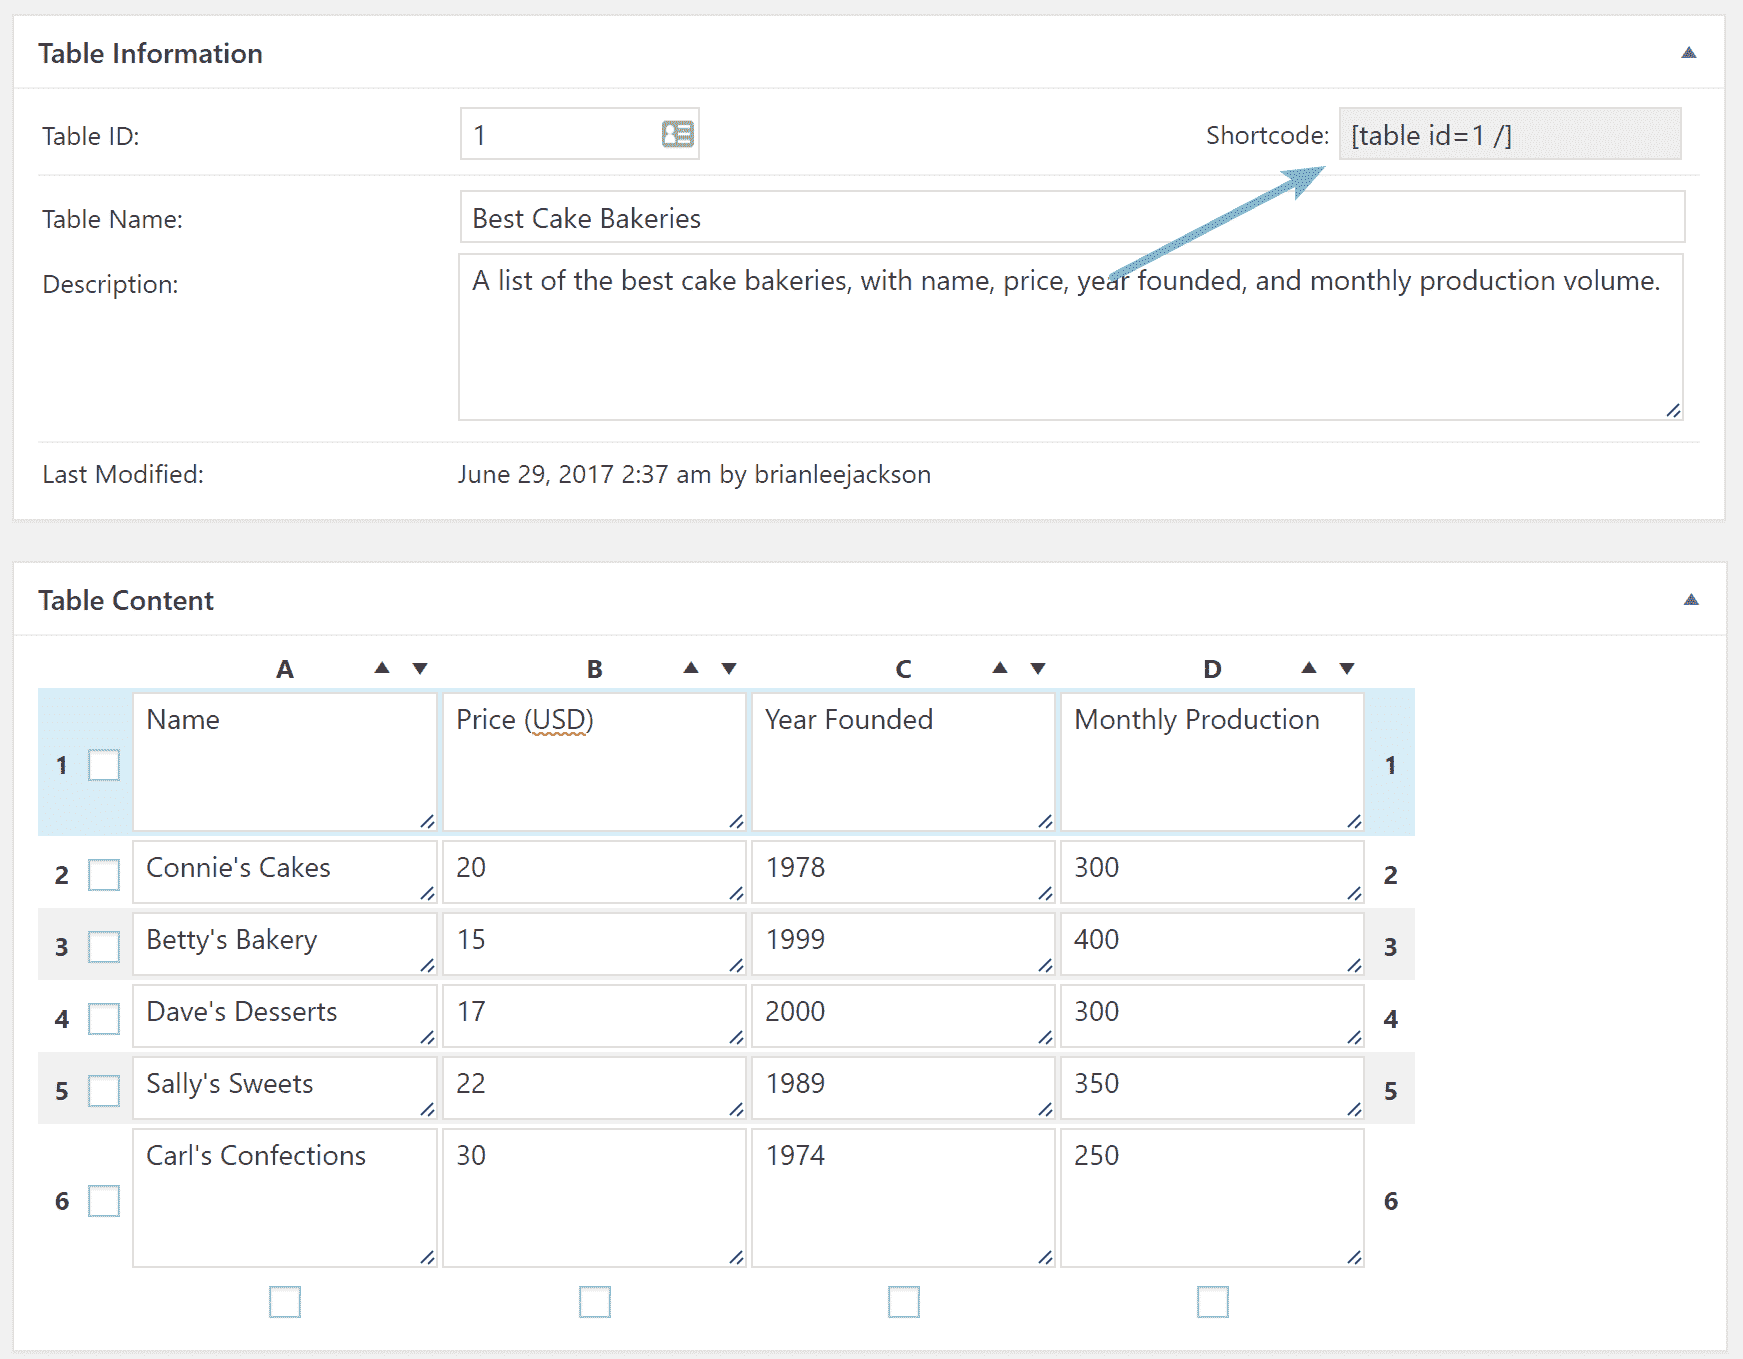 Table Information
Table ID: 1 Shortcode: [table id=1 /]
Table Name: Best Cake Bakeries
Description: A list of the best cake bakeries, with name, price, year founded, and monthly production volume.
Last Modified: June 29, 2017 2:37 am by brianleejackson
Table Content
A B C D
1 Name Price (USD) Year Founded Monthly Production 1
2 Connie's Cakes 20 1978 300 2
3 Betty's Bakery 15 1999 400 3
4 Dave's Desserts 17 2000 300 4
5 Sally's Sweets 22 1989 350 5
6 Carl's Confections 30 1974 250 6